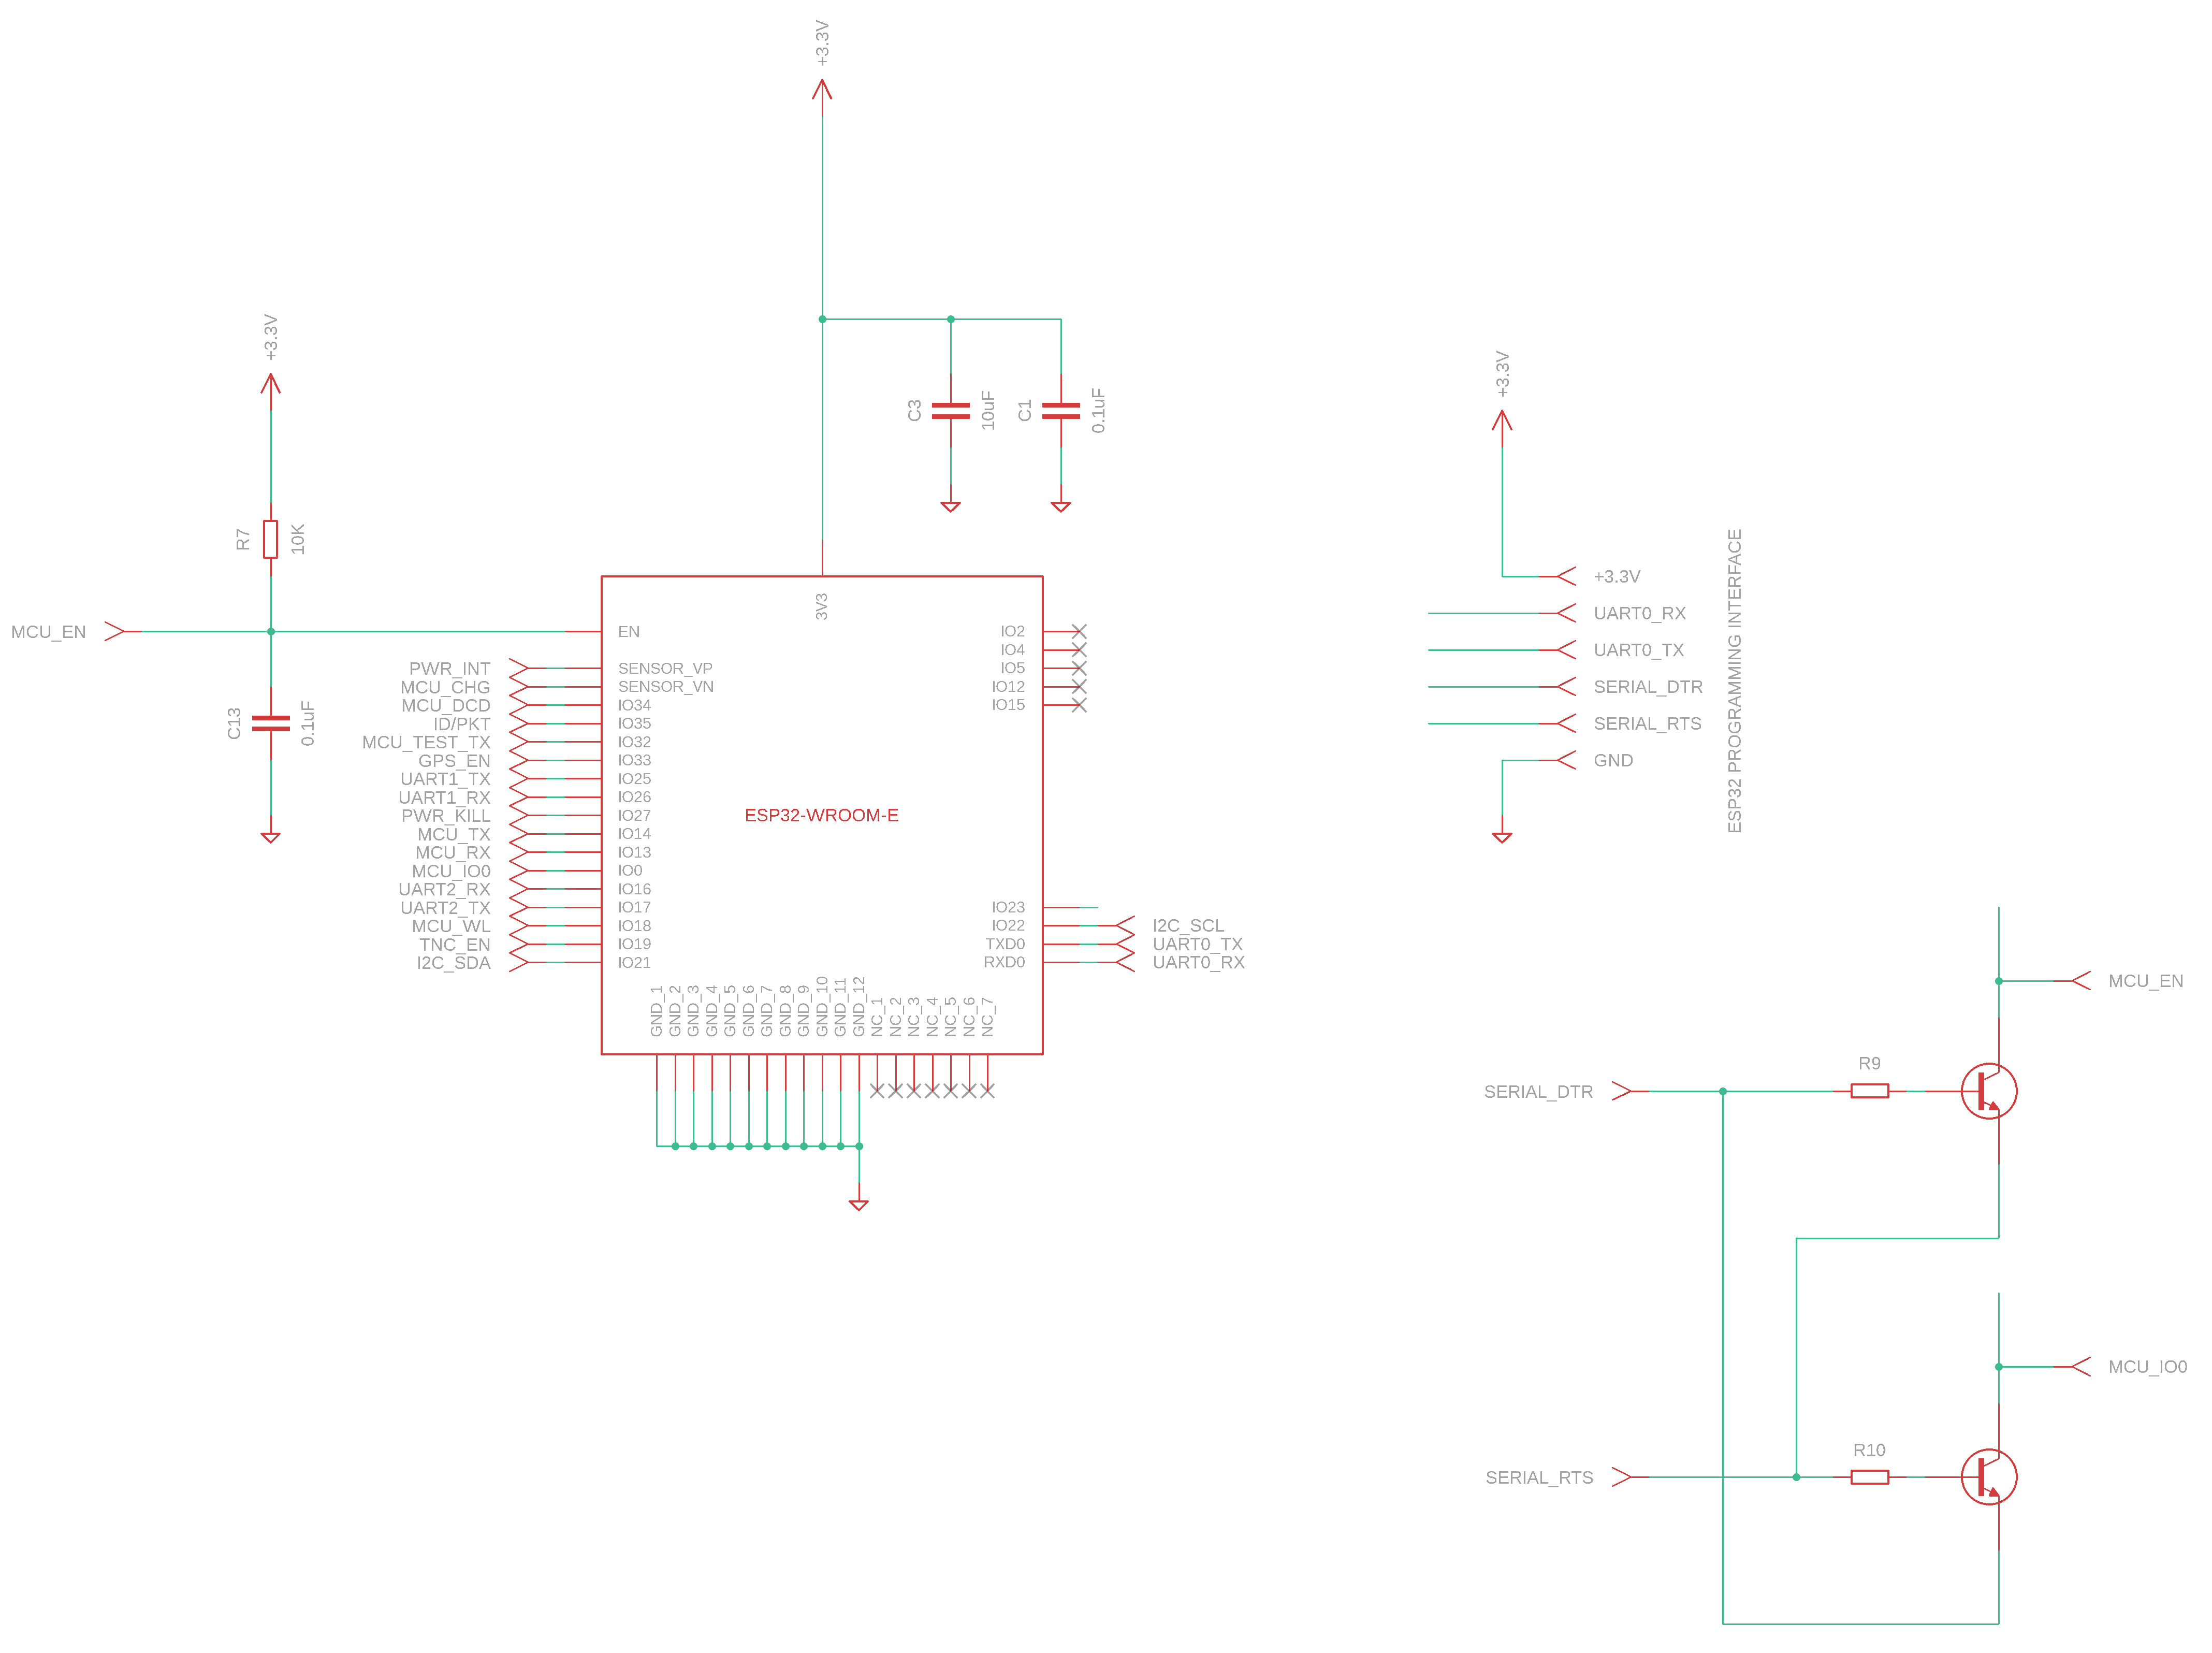 +3.3V
+3.3V
R7
10K
MCU_EN
C13
0.1uF
C3
10uF
C1
0.1uF
3V3
EN
PWR_INT
SENSOR_VP
MCU_CHG
SENSOR_VN
MCU_DCD
IO34
ID/PKT
IO35
MCU_TEST_TX
IO32
GPS_EN
IO33
UART1_TX
IO25
UART1_RX
IO26
PWR_KILL
IO27
MCU_TX
IO14
MCU_RX
IO13
MCU_IO0
IO0
UART2_RX
IO16
UART2_TX
IO17
MCU_WL
IO18
TNC_EN
IO19
I2C_SDA
IO21
ESP32-WROOM-E
IO2
IO4
IO5
IO12
IO15
IO23
IO22
I2C_SCL
TXD0
UART0_TX
RXD0
UART0_RX
GND_1
GND_2
GND_3
GND_4
GND_5
GND_6
GND_7
GND_8
GND_9
GND_10
GND_11
GND_12
NC_1
NC_2
NC_3
NC_4
NC_5
NC_6
NC_7
+3.3V
+3.3V
UART0_RX
UART0_TX
SERIAL_DTR
SERIAL_RTS
GND
ESP32 PROGRAMMING INTERFACE
MCU_EN
R9
SERIAL_DTR
MCU_IO0
R10
SERIAL_RTS